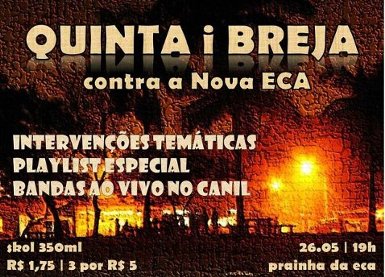 QUINTA i BREJA
contra a Nova ECA
INTERVENÇÕES TEMÁTICAS
PLAYLIST ESPECIAL
BANDAS AO VIVO NO CANIL
skol 350ml
R$ 1,75 | 3 por R$ 5
26.05 | 19h
prainha da eca